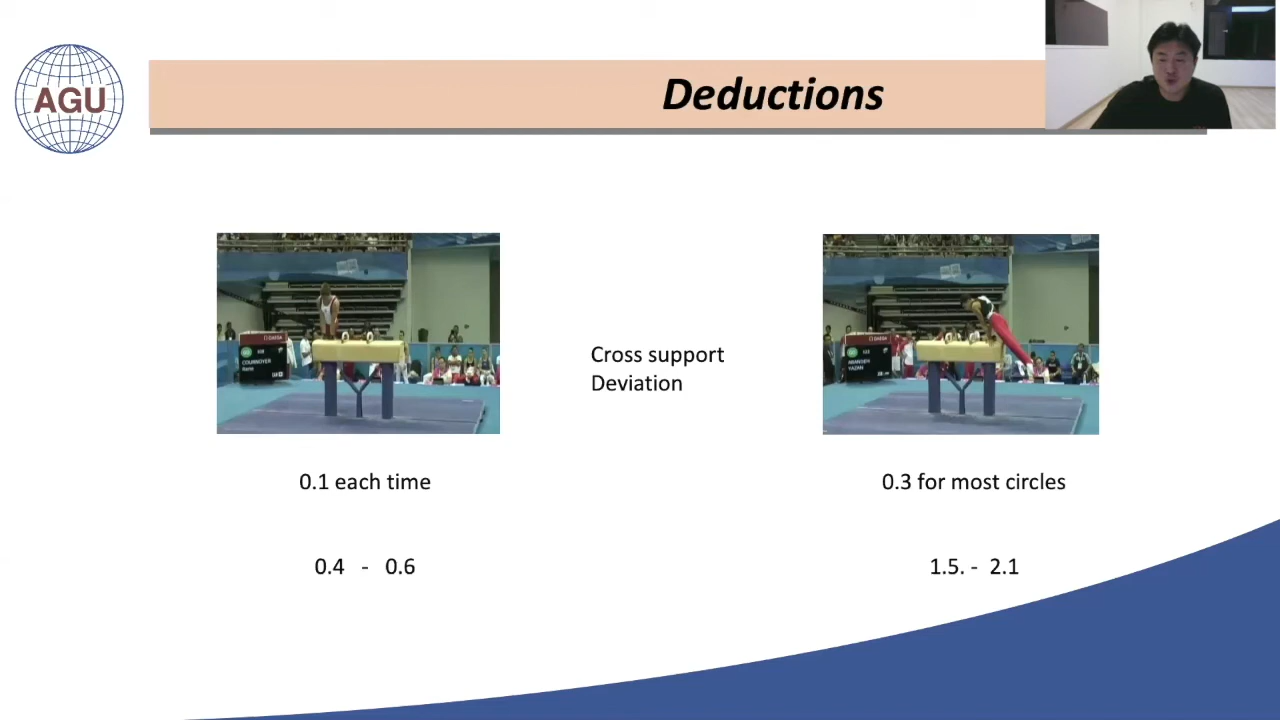 AGU
Deductions
Cross support
Deviation
0.1 each time
0.3 for most circles
0.4 - 0.6
1.5. - 2.1
COURNOYER